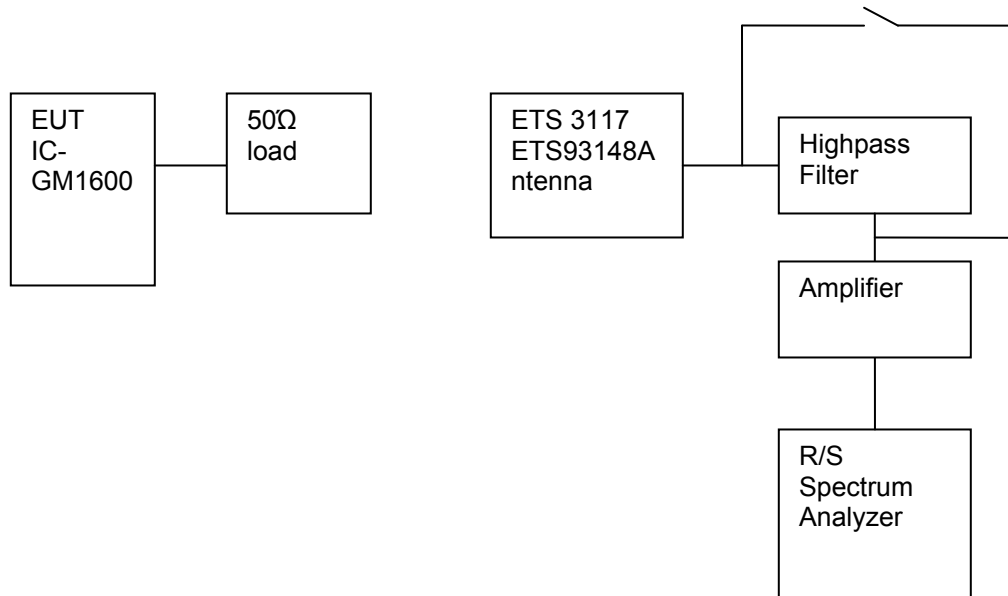 EUT
IC-
GM1600
50Ω
load
ETS 3117
ETS93148A
ntenna
Highpass
Filter
Amplifier
R/S
Spectrum
Analyzer